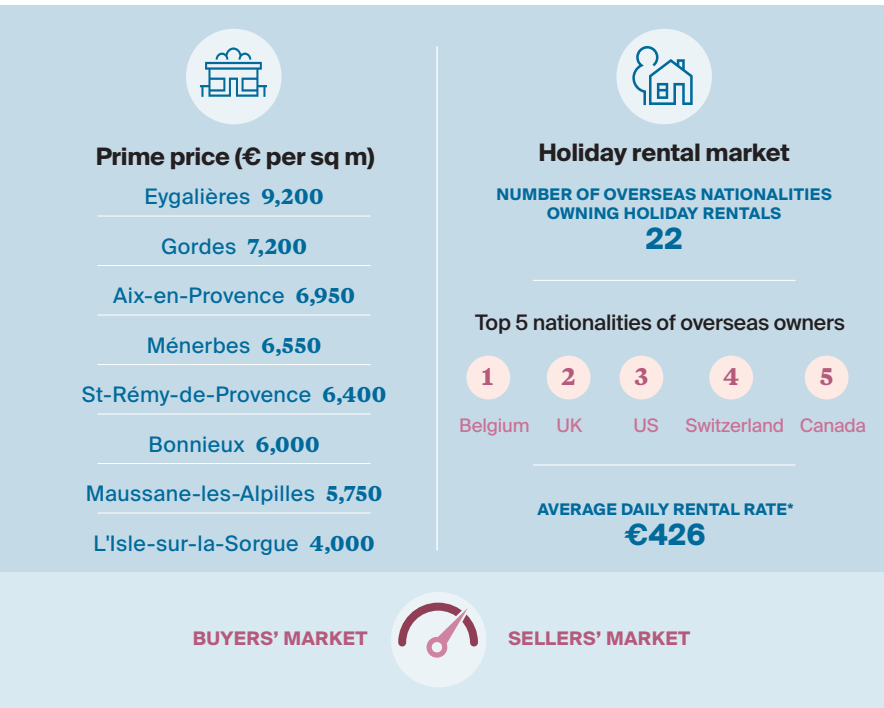 Prime price (€ per sq m)
Eygalières 9,200
Gordes 7,200
Aix-en-Provence 6,950
Ménerbes 6,550
St-Rémy-de-Provence 6,400
Bonnieux 6,000
Maussane-les-Alpilles 5,750
L'Isle-sur-la-Sorgue 4,000
Holiday rental market
NUMBER OF OVERSEAS NATIONALITIES
OWNING HOLIDAY RENTALS
22
Top 5 nationalities of overseas owners
1 2 3 4 5
Belgium UK US Switzerland Canada
AVERAGE DAILY RENTAL RATE*
€426
BUYERS’ MARKET SELLERS’ MARKET